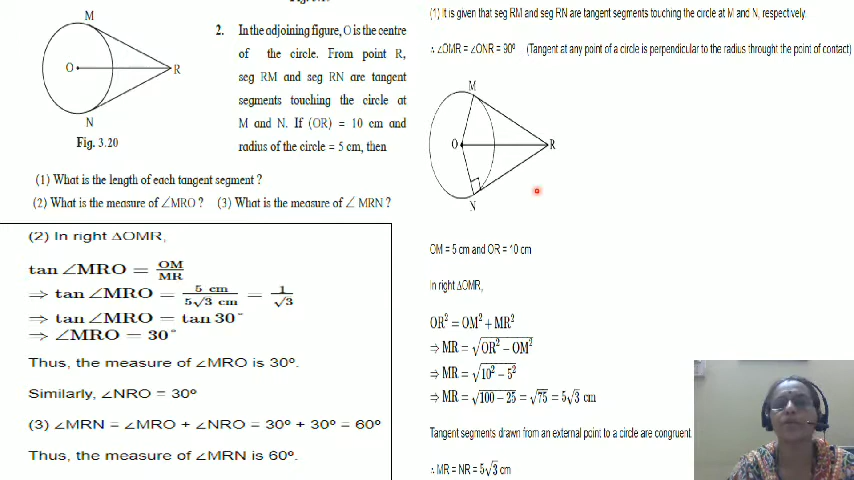 M
O
R
N
Fig. 3.20
2. In the adjoining figure, O is the centre
of the circle. From point R,
seg RM and seg RN are tangent
segments touching the circle at
M and N. If (OR) = 10 cm and
radius of the circle = 5 cm, then
(1) What is the length of each tangent segment ?
(2) What is the measure of ∠MRO ? (3) What is the measure of ∠ MRN ?
(2) In right ΔOMR,
tan ∠MRO = OM/MR
⇒ tan ∠MRO = 5 cm/5√3 cm = 1/√3
⇒ tan ∠MRO = tan 30°
⇒ ∠MRO = 30°
Thus, the measure of ∠MRO is 30º.
Similarly, ∠NRO = 30º
(3) ∠MRN = ∠MRO + ∠NRO = 30º + 30º = 60º
Thus, the measure of ∠MRN is 60º.
(1) It is given that seg RM and seg RN are tangent segments touching the circle at M and N, respectively.
∴ ∠OMR = ∠ONR = 90º (Tangent at any point of a circle is perpendicular to the radius throught the point of contact)
M
O
R
N
OM = 5 cm and OR = 10 cm
In right ΔOMR,
OR² = OM² + MR²
⇒ MR = √(OR² − OM²)
⇒ MR = √(10² − 5²)
⇒ MR = √(100 − 25) = √75 = 5√3 cm
Tangent segments drawn from an external point to a circle are congruent.
∴ MR = NR = 5√3 cm